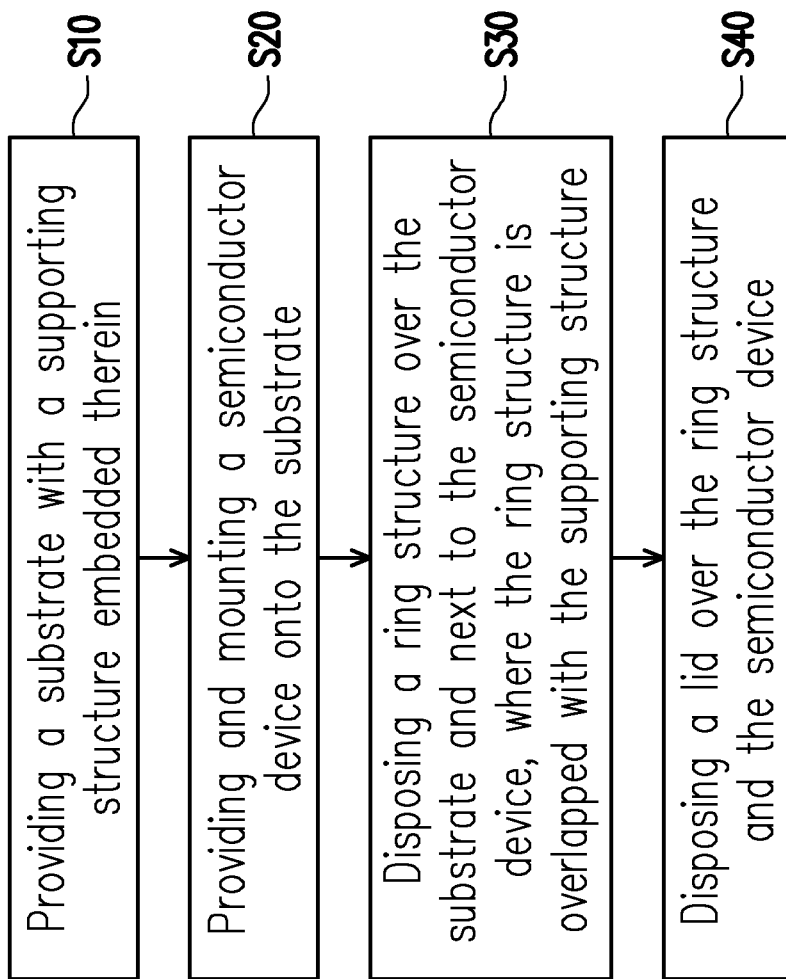 Providing a substrate with a supporting
structure embedded therein
S10
Providing and mounting a semiconductor
device onto the substrate
S20
Disposing a ring structure over the
substrate and next to the semiconductor
device, where the ring structure is
overlapped with the supporting structure
S30
Disposing a lid over the ring structure
and the semiconductor device
S40